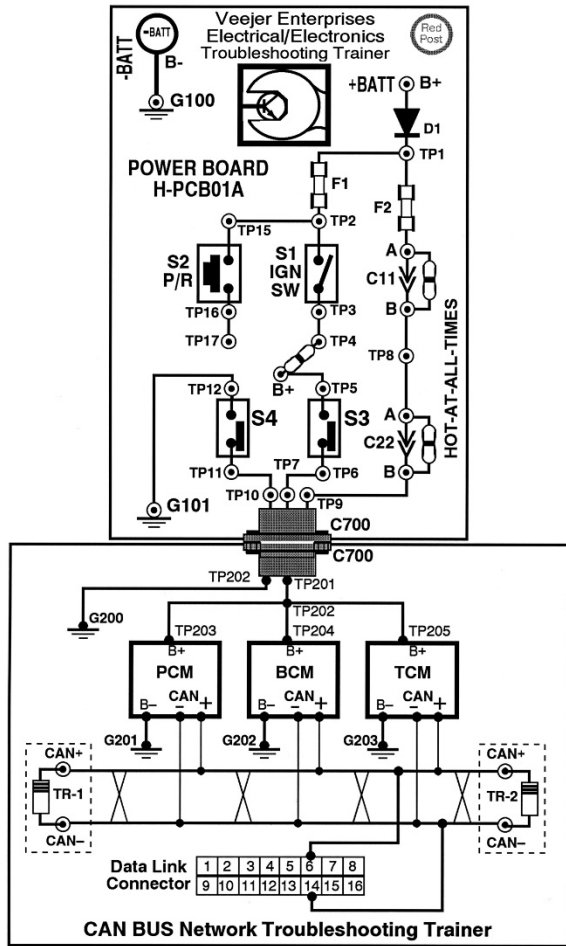 Veejer Enterprises
Electrical/Electronics
Troubleshooting Trainer
-BATT
-BATT
B-
G100
Red
Post
+BATT
B+
D1
TP1
POWER BOARD
H-PCB01A
F1
F2
TP15
TP2
S2
P/R
S1
IGN
SW
A
C11
B
TP16
TP3
TP17
TP4
HOT-AT-ALL-TIMES
TP8
B+
TP12
TP5
A
S4
S3
C22
B
TP11
TP7
TP6
G101
TP10
TP9
C700
C700
TP202
TP201
G200
TP202
TP203
TP204
TP205
B+
B+
B+
PCM
BCM
TCM
B– CAN
– +
B– CAN
– +
B– CAN
– +
G201
G202
G203
CAN+
CAN+
TR-1
TR-2
CAN–
CAN–
Data Link
Connector
1 2 3 4 5 6 7 8
9 10 11 12 13 14 15 16
CAN BUS Network Troubleshooting Trainer